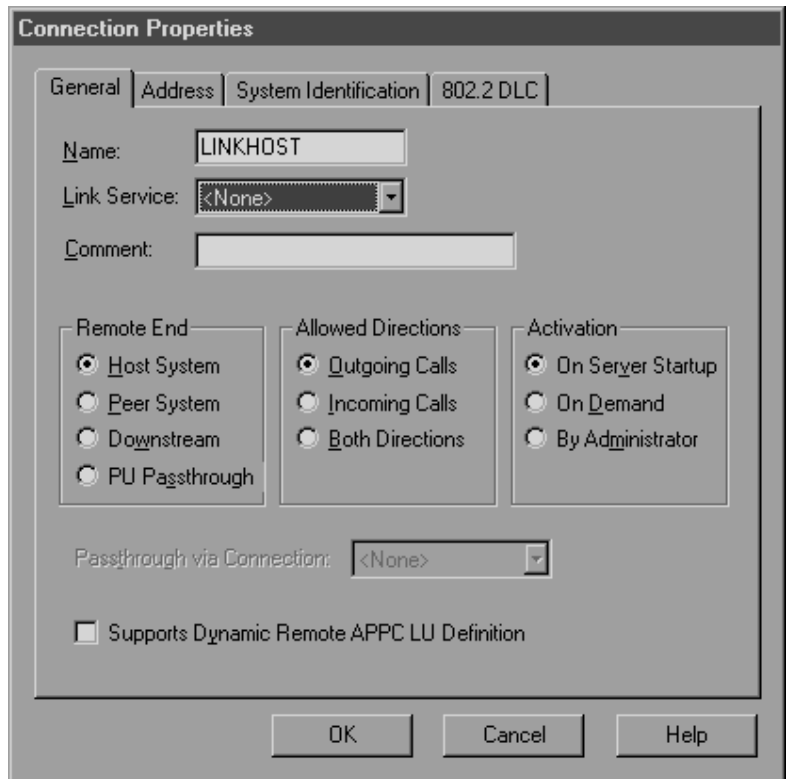 Connection Properties
General Address System Identification 802.2 DLC
Name: LINKHOST
Link Service: <None>
Comment:
Remote End Allowed Directions Activation
Host System Outgoing Calls On Server Startup
Peer System Incoming Calls On Demand
Downstream Both Directions By Administrator
PU Passthrough
Passthrough via Connection: <None>
Supports Dynamic Remote APPC LU Definition
OK Cancel Help